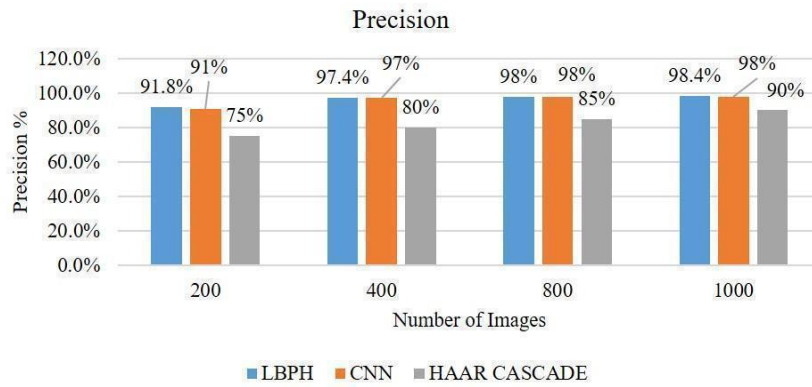 Precision
120.0%
100.0%
80.0%
60.0%
40.0%
20.0%
0.0%
Precision %
91.8% 91% 75%
97.4% 97% 80%
98% 98% 85%
98.4% 98% 90%
200 400 800 1000
Number of Images
LBPH CNN HAAR CASCADE